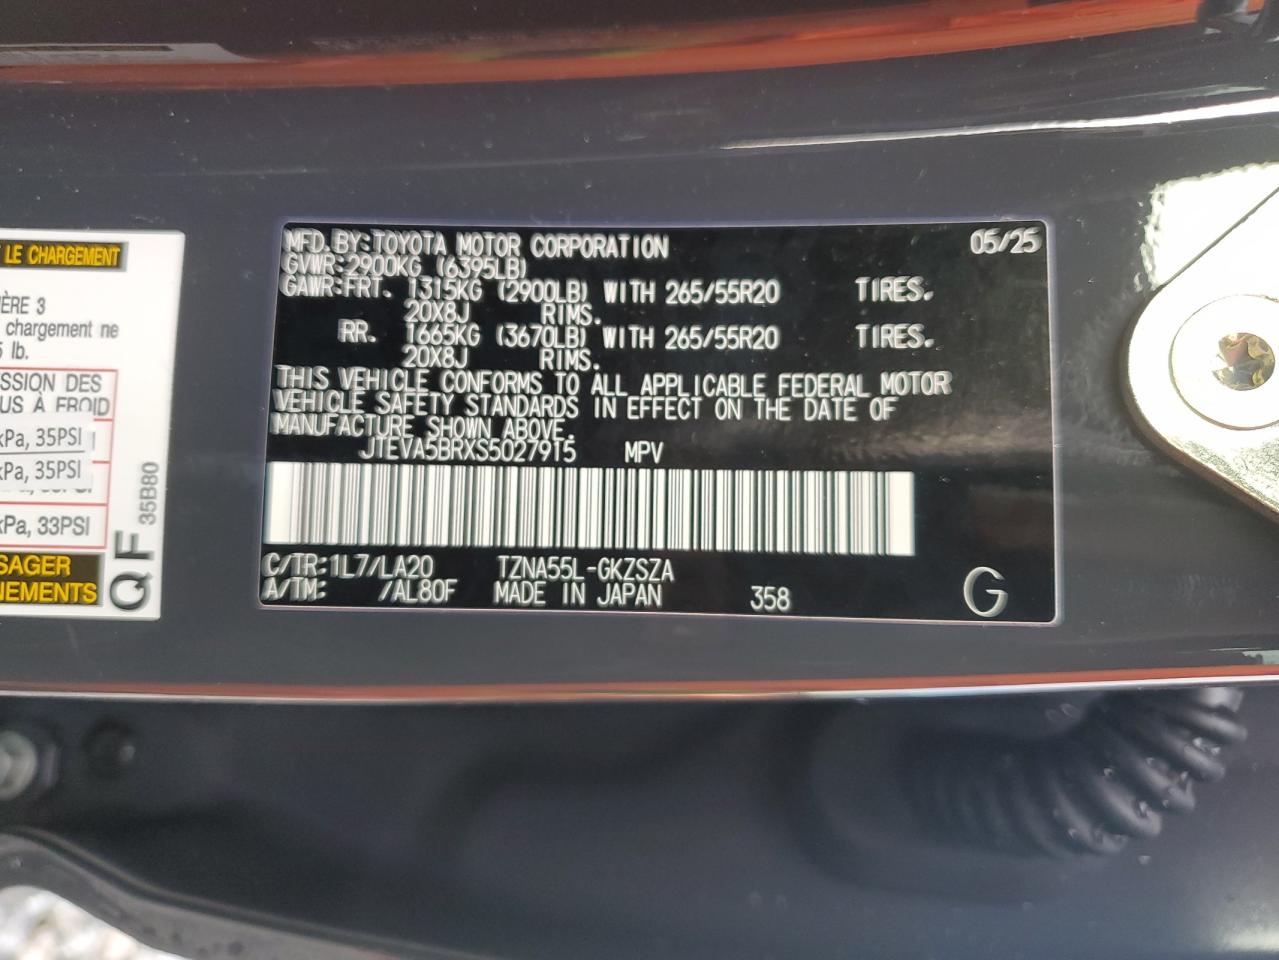 LE CHARGEMENT
IÈRE 3
chargement ne
5 lb.
SSION DES
US À FROID
kPa, 35PSI
kPa, 35PSI
kPa, 33PSI
SAGER
NEMENTS
QF
35B80
MFD.BY:TOYOTA MOTOR CORPORATION 05/25
GVWR:2900KG (6395LB)
GAWR:FRT. 1315KG (2900LB) WITH 265/55R20 TIRES.
20X8J RIMS.
RR. 1665KG (3670LB) WITH 265/55R20 TIRES.
20X8J RIMS.
THIS VEHICLE CONFORMS TO ALL APPLICABLE FEDERAL MOTOR
VEHICLE SAFETY STANDARDS IN EFFECT ON THE DATE OF
MANUFACTURE SHOWN ABOVE.
JTEVA5BRXS5027915 MPV
C/TR:1L7/LA20 TZNA55L-GKZSZA
A/TM: /AL80F MADE IN JAPAN 358
G